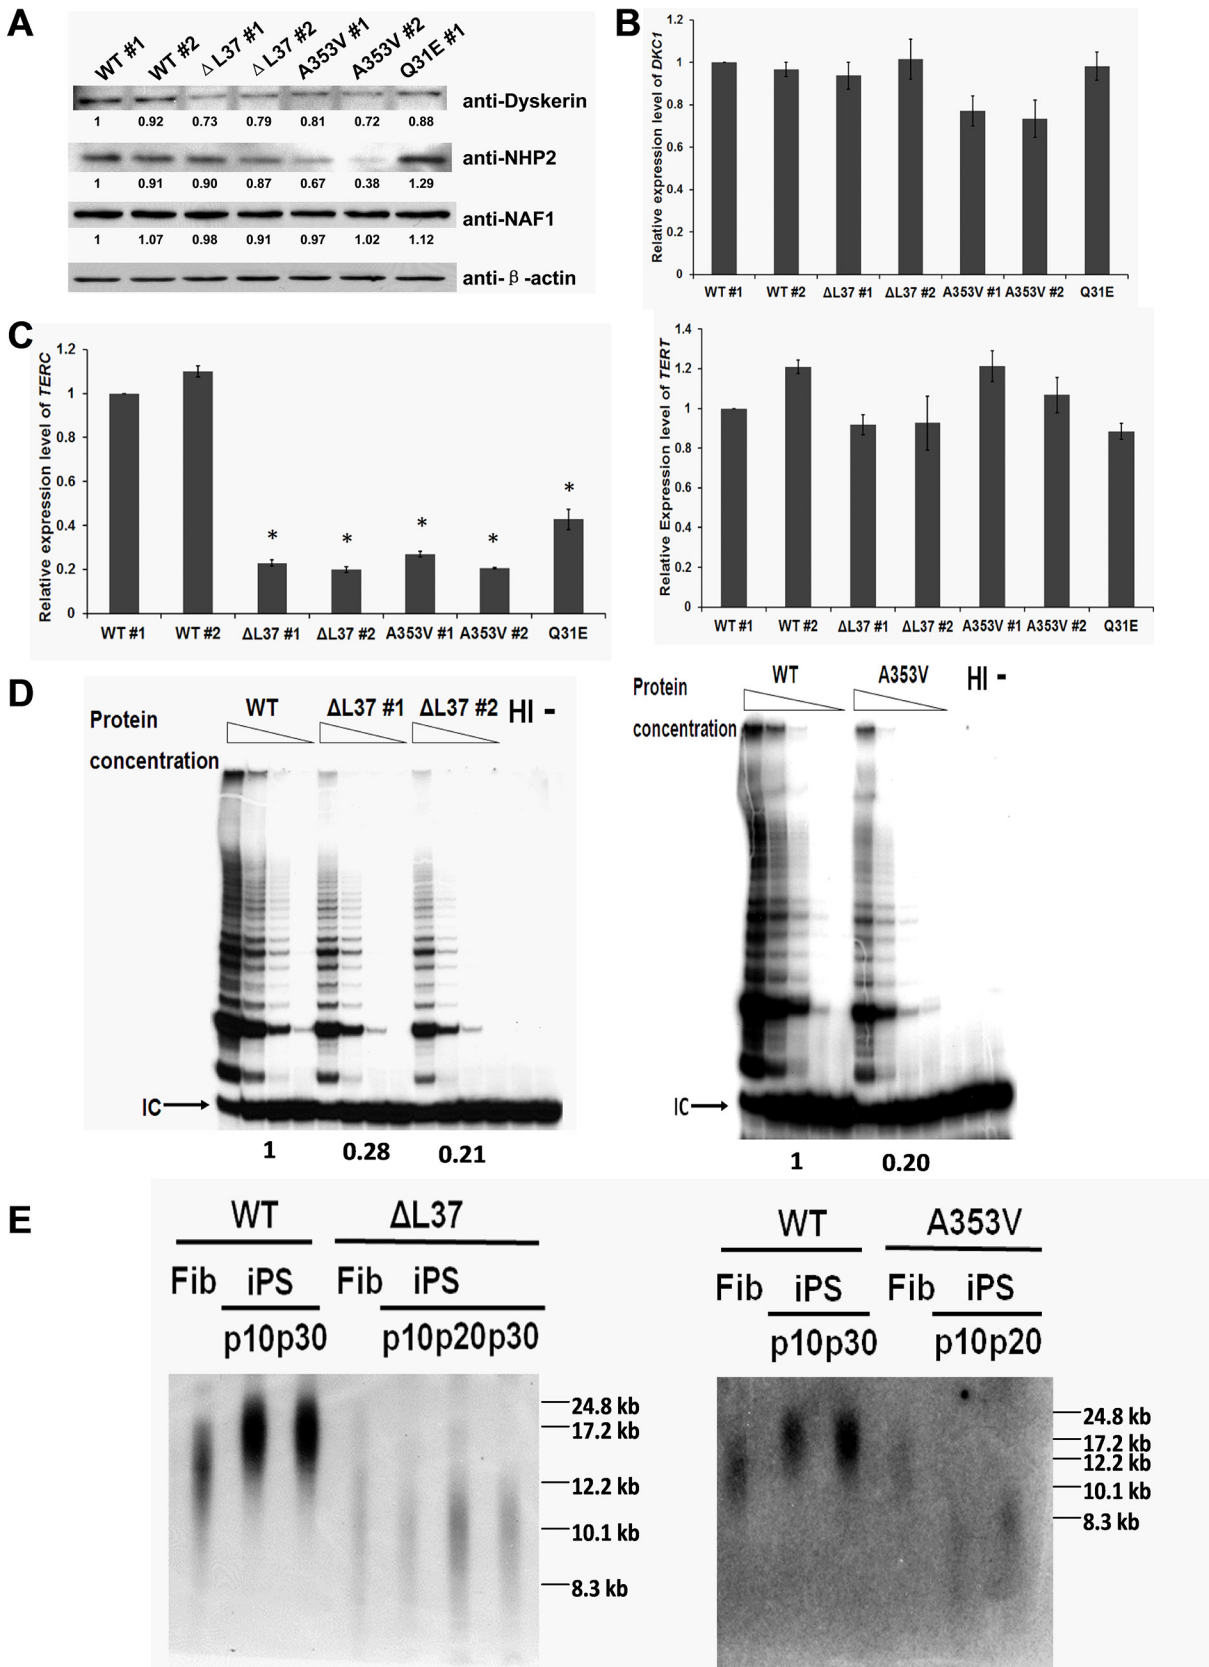 A
WT #1 WT #2 Δ L37 #1 Δ L37 #2 A353V #1 A353V #2 Q31E #1
anti-Dyskerin
1 0.92 0.73 0.79 0.81 0.72 0.88
anti-NHP2
1 0.91 0.90 0.87 0.67 0.38 1.29
anti-NAF1
1 1.07 0.98 0.91 0.97 1.02 1.12
anti-β-actin
B
Relative expression level of DKC1
1.2
1
0.8
0.6
0.4
0.2
0
WT #1 WT #2 ΔL37 #1 ΔL37 #2 A353V #1 A353V #2 Q31E
C
Relative expression level of TERC
1.2
1
0.8
0.6
0.4
0.2
0
* * * * *
WT #1 WT #2 ΔL37 #1 ΔL37 #2 A353V #1 A353V #2 Q31E
Relative Expression level of TERT
1.4
1.2
1
0.8
0.6
0.4
0.2
0
WT #1 WT #2 ΔL37 #1 ΔL37 #2 A353V #1 A353V #2 Q31E
D
Protein
concentration
WT ΔL37 #1 ΔL37 #2 HI -
IC
1 0.28 0.21
Protein
concentration
WT A353V HI -
IC
1 0.20
E
WT ΔL37
Fib iPS Fib iPS
p10p30 p10p20p30
24.8 kb
17.2 kb
12.2 kb
10.1 kb
8.3 kb
WT A353V
Fib iPS Fib iPS
p10p30 p10p20
24.8 kb
17.2 kb
12.2 kb
10.1 kb
8.3 kb